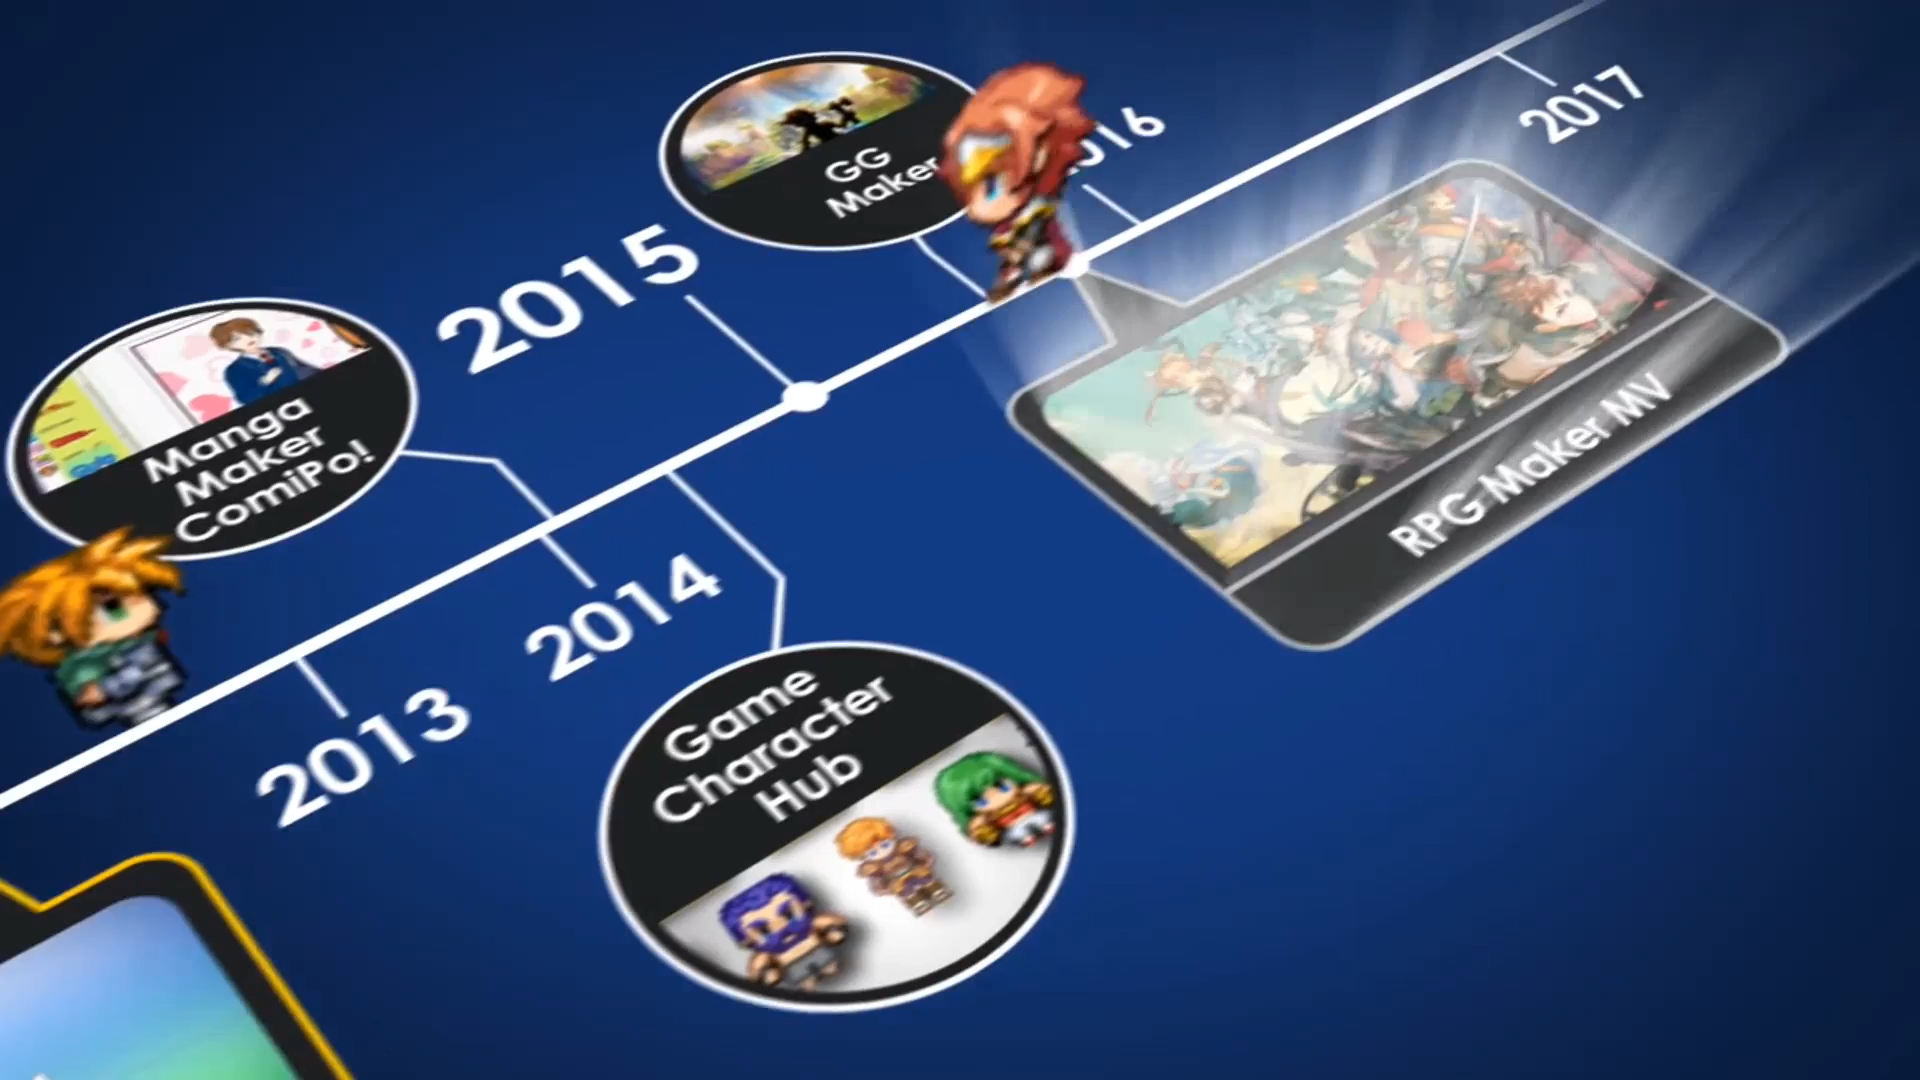 GG
Maker
2017
2015
Manga
Maker
ComiPo!
RPG Maker MV
2014
2013
Game
Character
Hub